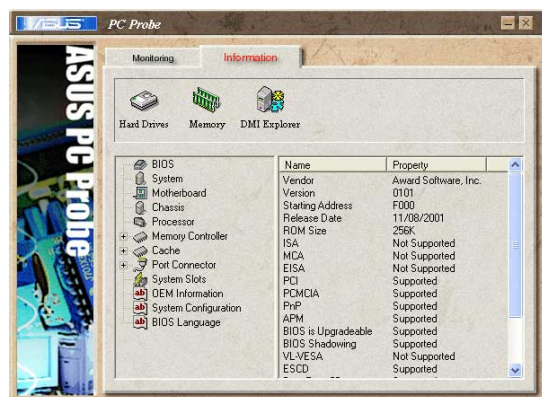 ASUS PC Probe
ASUS PC Probe
Monitoring Information
Hard Drives Memory DMI Explorer
BIOS
System
Motherboard
Chassis
Processor
Memory Controller
Cache
Port Connector
System Slots
OEM Information
System Configuration
BIOS Language
Name Property
Vendor Award Software, Inc.
Version 0101
Starting Address F000
Release Date 11/08/2001
ROM Size 256K
ISA Not Supported
MCA Not Supported
EISA Not Supported
PCI Supported
PCMCIA Supported
PnP Supported
APM Supported
BIOS is Upgradeable Supported
BIOS Shadowing Supported
VL-VESA Not Supported
ESCD Supported